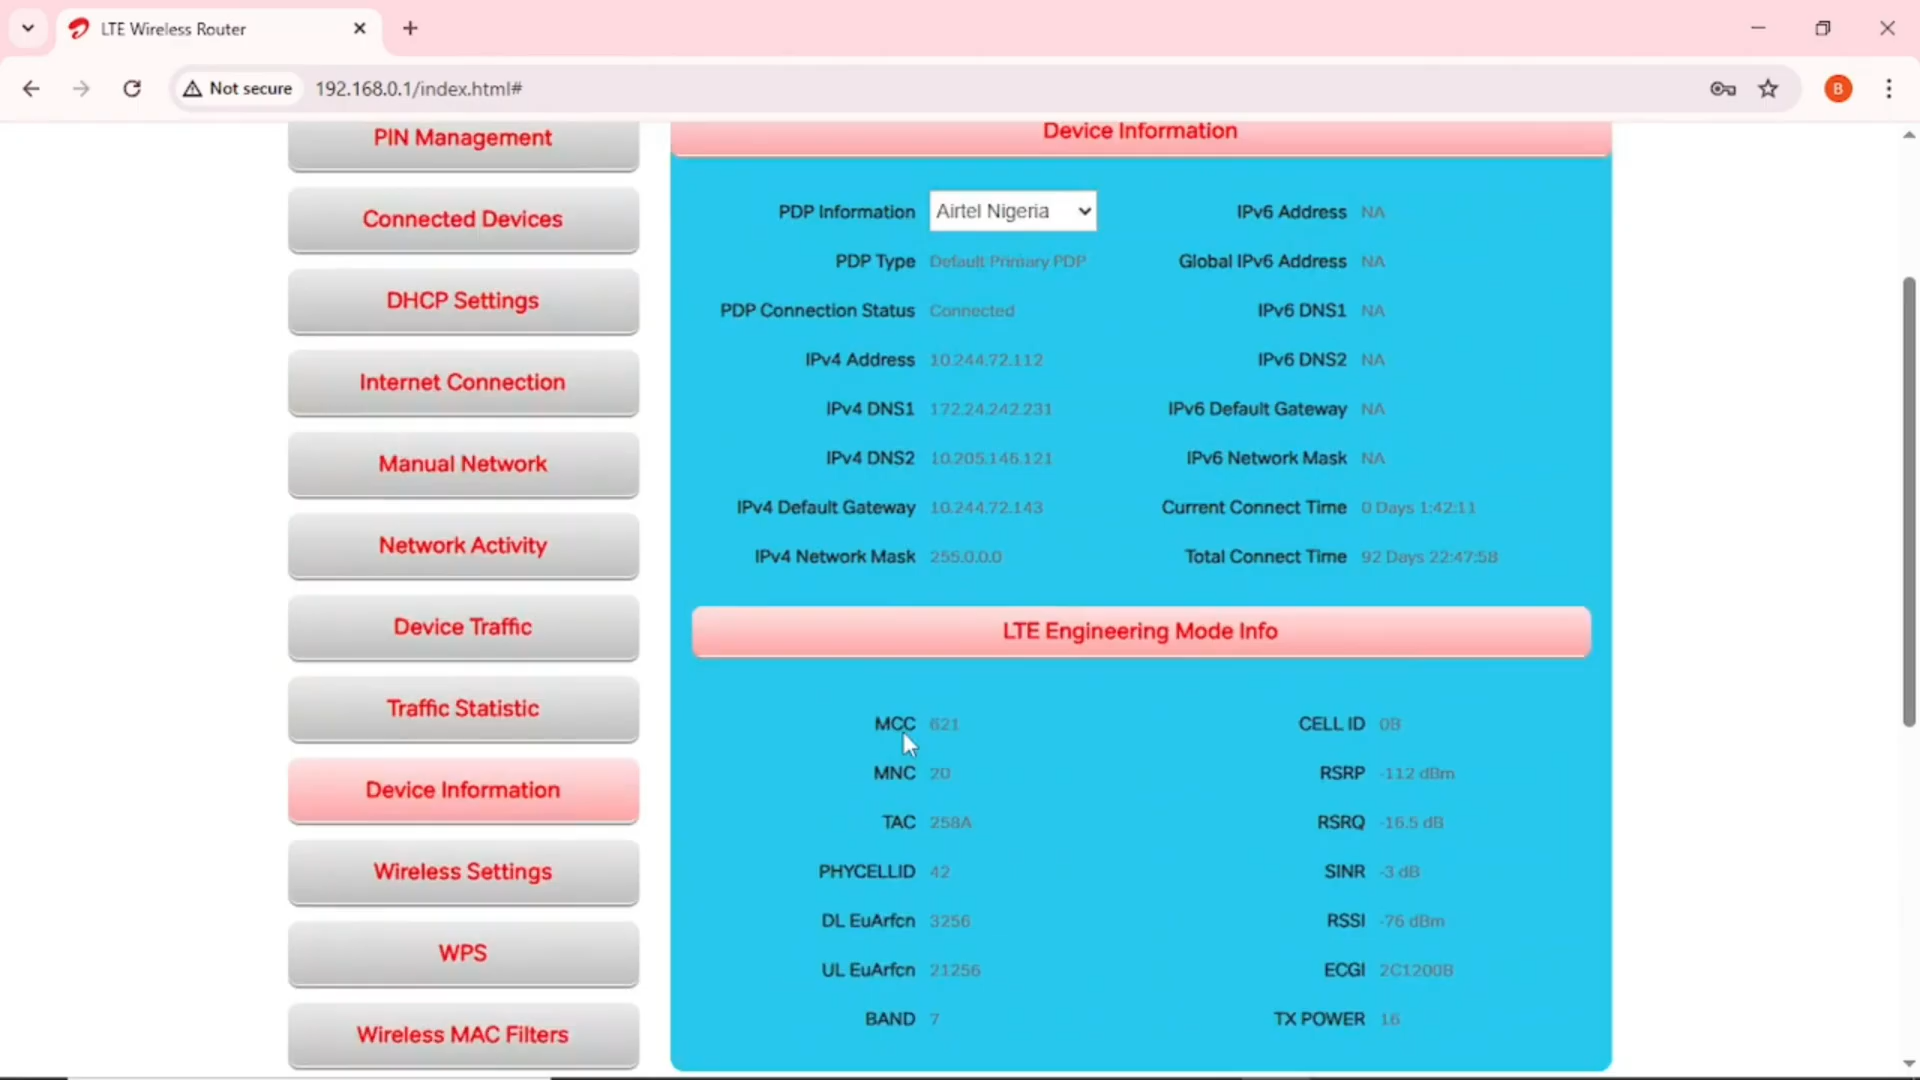 LTE Wireless Router
Not secure
192.168.0.1/index.html#
B
PIN Management
Connected Devices
DHCP Settings
Internet Connection
Manual Network
Network Activity
Device Traffic
Traffic Statistic
Device Information
Wireless Settings
WPS
Wireless MAC Filters
Device Information
PDP Information Airtel Nigeria
PDP Type Default Primary PDP
PDP Connection Status Connected
IPv4 Address 10.244.72.112
IPv4 DNS1 172.24.242.231
IPv4 DNS2 10.205.146.121
IPv4 Default Gateway 10.244.72.143
IPv4 Network Mask 255.0.0.0
IPv6 Address NA
Global IPv6 Address NA
IPv6 DNS1 NA
IPv6 DNS2 NA
IPv6 Default Gateway NA
IPv6 Network Mask NA
Current Connect Time 0 Days 1:42:11
Total Connect Time 92 Days 22:47:58
LTE Engineering Mode Info
MCC 621
MNC 20
TAC 258A
PHYCELLID 42
DL EuArfcn 3256
UL EuArfcn 21256
BAND 7
CELL ID 0B
RSRP -112 dBm
RSRQ -16.5 dB
SINR -3 dB
RSSI -76 dBm
ECGI 2C1200B
TX POWER 16